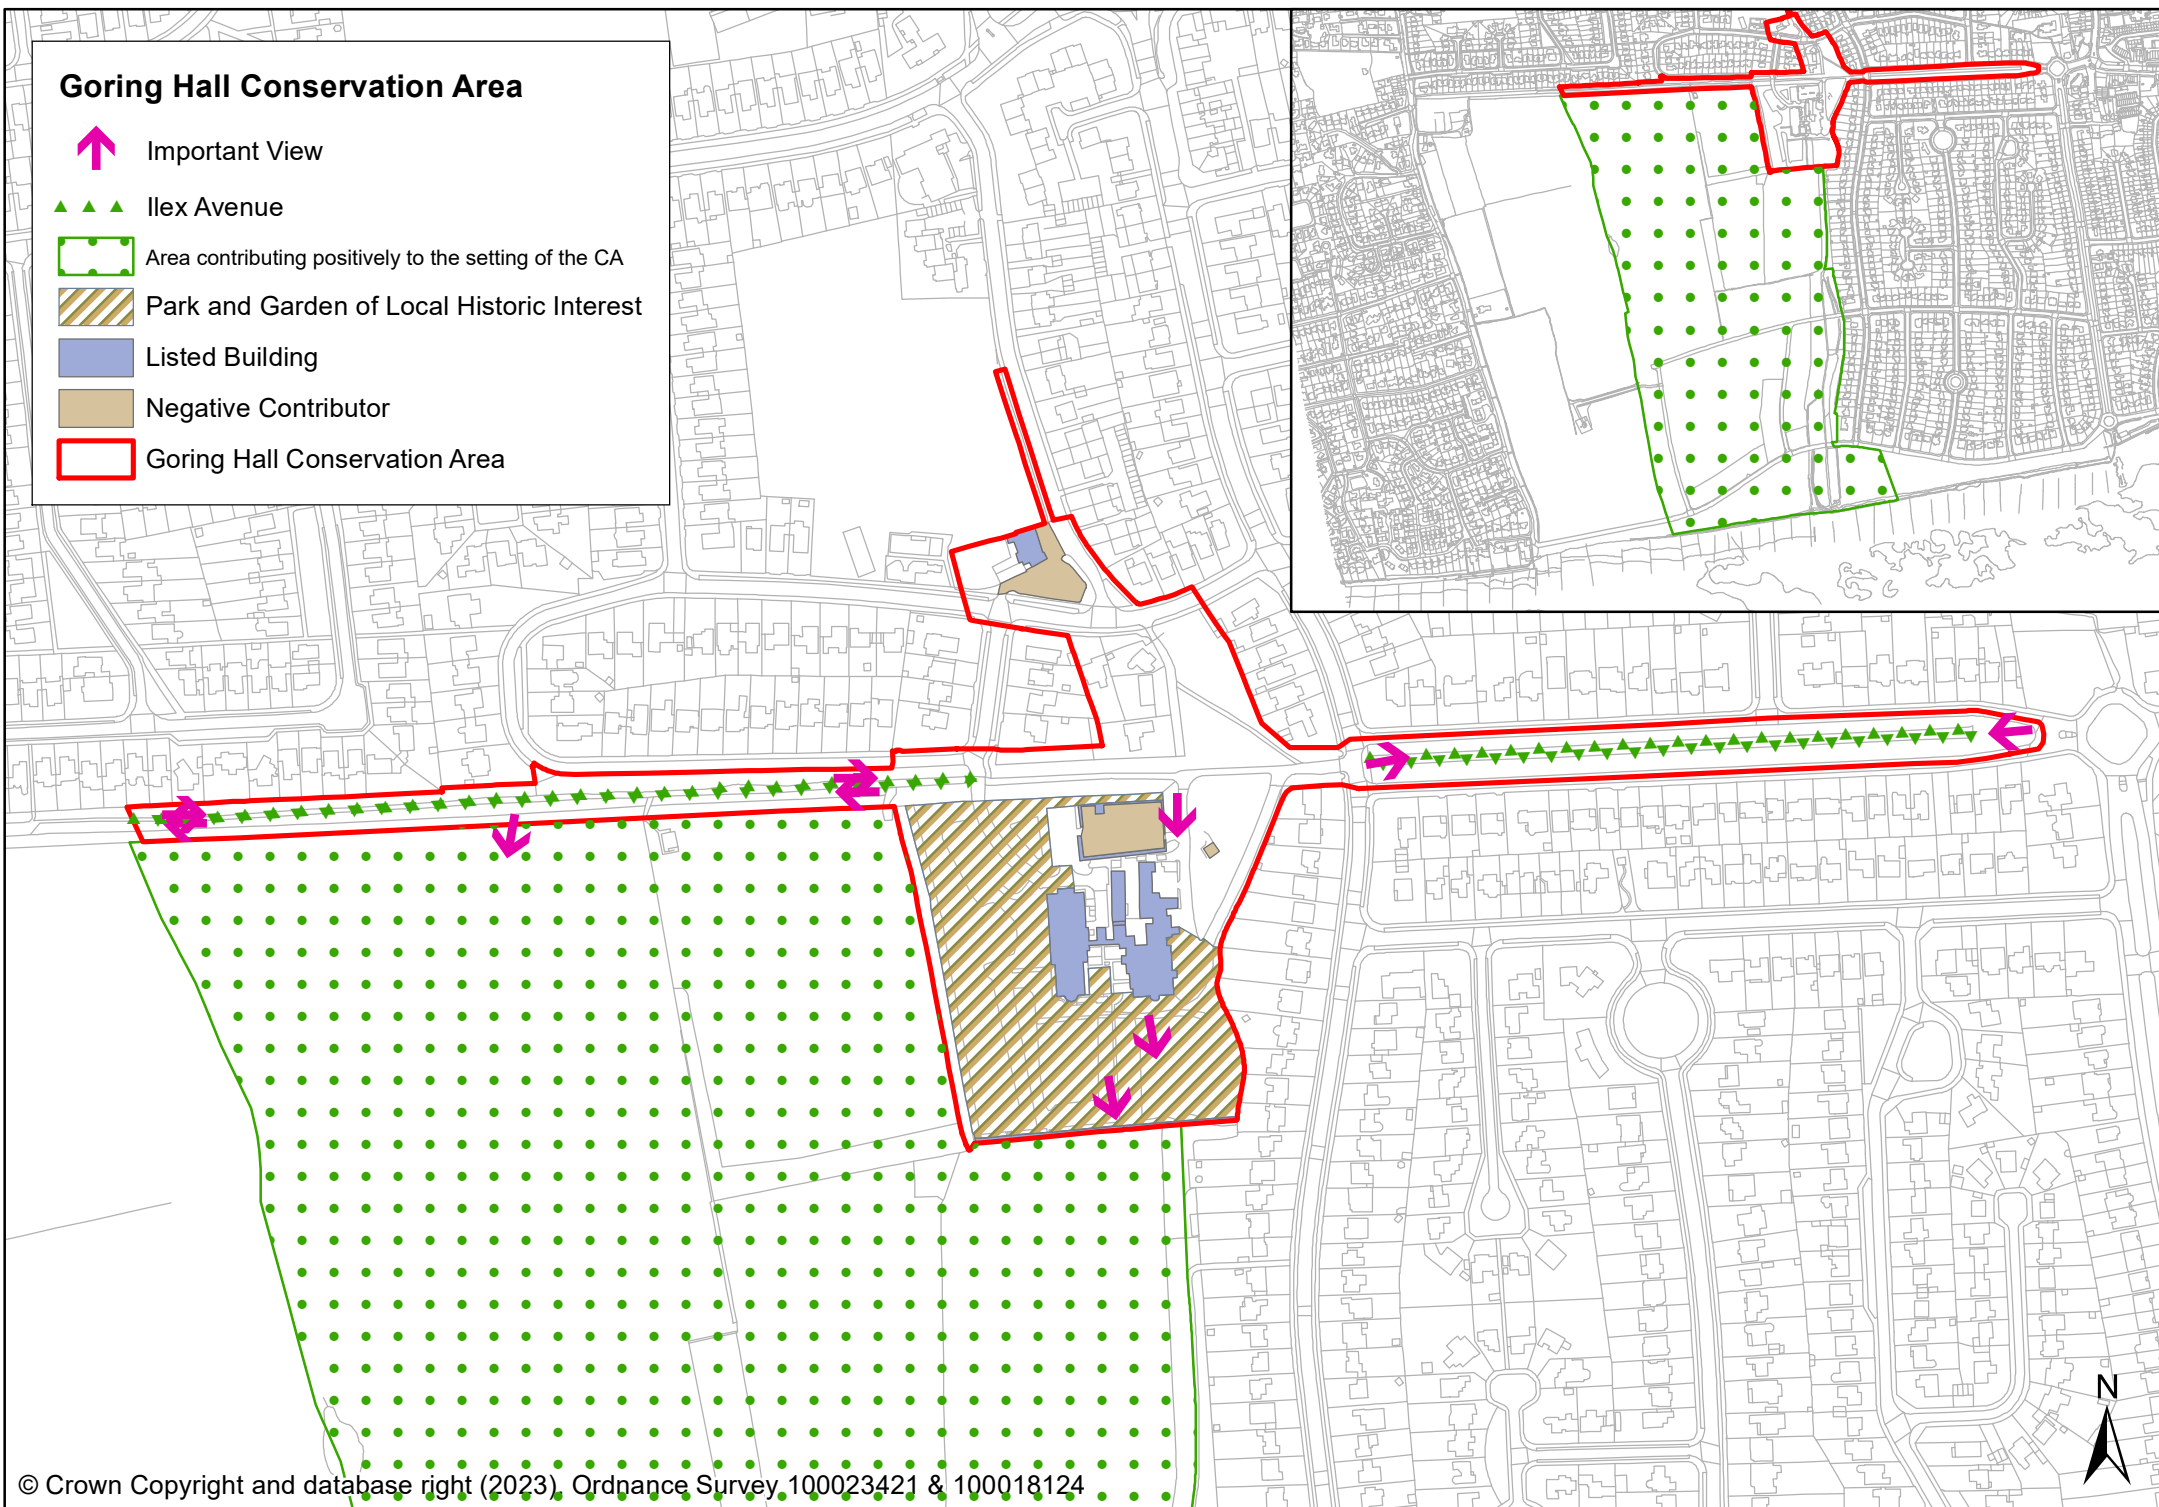 Goring Hall Conservation Area
Important View
Ilex Avenue
Area contributing positively to the setting of the CA
Park and Garden of Local Historic Interest
Listed Building
Negative Contributor
Goring Hall Conservation Area
N
© Crown Copyright and database right (2023). Ordnance Survey 100023421 & 100018124